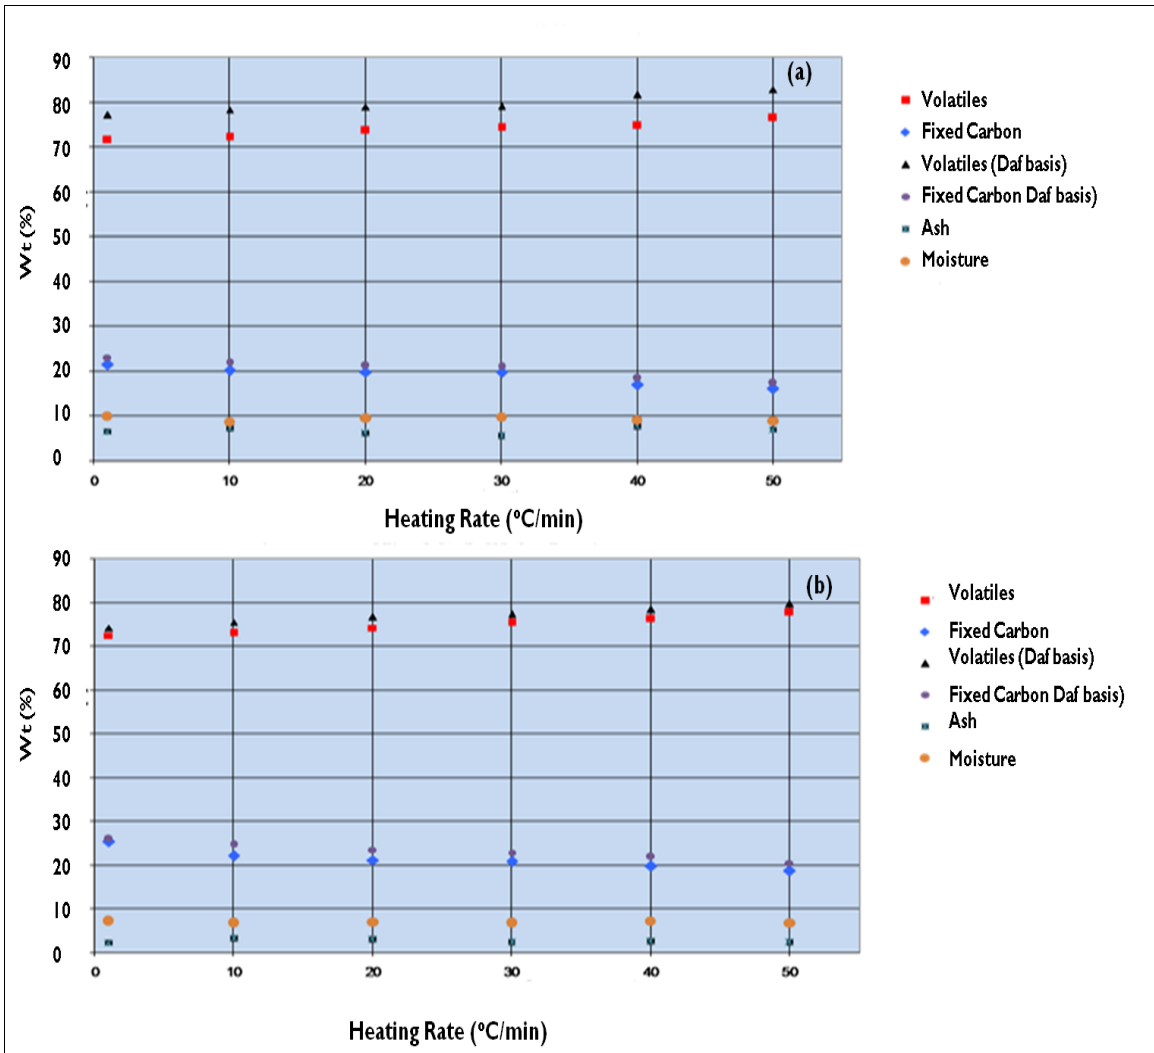 90
(a)
80
70
60
50
40
30
20
10
0
Wt (%)
0 10 20 30 40 50
Heating Rate (ºC/min)
Volatiles
Fixed Carbon
Volatiles (Daf basis)
Fixed Carbon Daf basis)
Ash
Moisture
90
(b)
80
70
60
50
40
30
20
10
0
Wt (%)
0 10 20 30 40 50
Heating Rate (ºC/min)
Volatiles
Fixed Carbon
Volatiles (Daf basis)
Fixed Carbon Daf basis)
Ash
Moisture